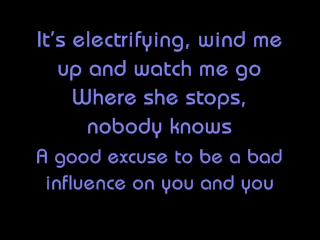 It's electrifying, wind me
up and watch me go
Where she stops,
nobody knows
A good excuse to be a bad
influence on you and you